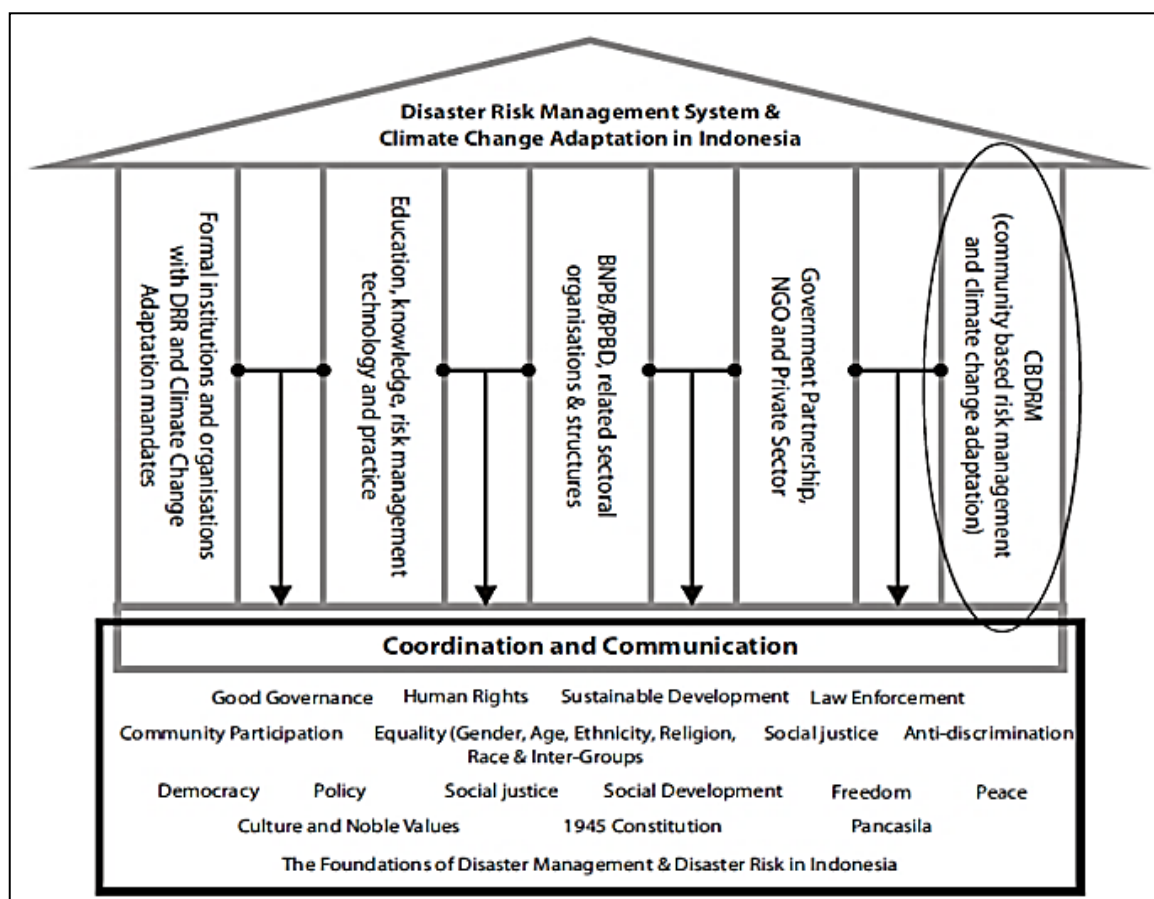 Disaster Risk Management System &
Climate Change Adaptation in Indonesia
Formal institutions and organisations
with DRR and Climate Change
Adaptation mandates
Education, knowledge, risk management
technology and practice
BNPB/BPBD, related sectoral
organisations & structures
Government Partnership,
NGO and Private Sector
CBDRM
(community based risk management
and climate change adaptation)
Coordination and Communication
Good Governance Human Rights Sustainable Development Law Enforcement
Community Participation Equality (Gender, Age, Ethnicity, Religion, Social justice Anti-discrimination
Race & Inter-Groups
Democracy Policy Social justice Social Development Freedom Peace
Culture and Noble Values 1945 Constitution Pancasila
The Foundations of Disaster Management & Disaster Risk in Indonesia